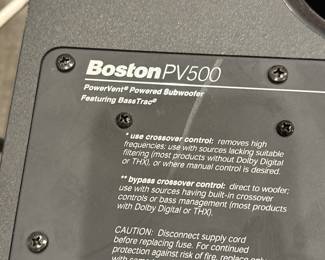 BostonPV500
PowerVent® Powered Subwoofer
Featuring BassTrac®
* use crossover control: removes high
frequencies: use with sources lacking suitable
filtering (most products without Dolby Digital
or THX), or where manual control is desired.
** bypass crossover control: direct to woofer;
use with sources having built-in crossover
controls or bass management (most products
with Dolby Digital or THX).
CAUTION: Disconnect supply cord
before replacing fuse. For continued
protection against risk of fire, replace only